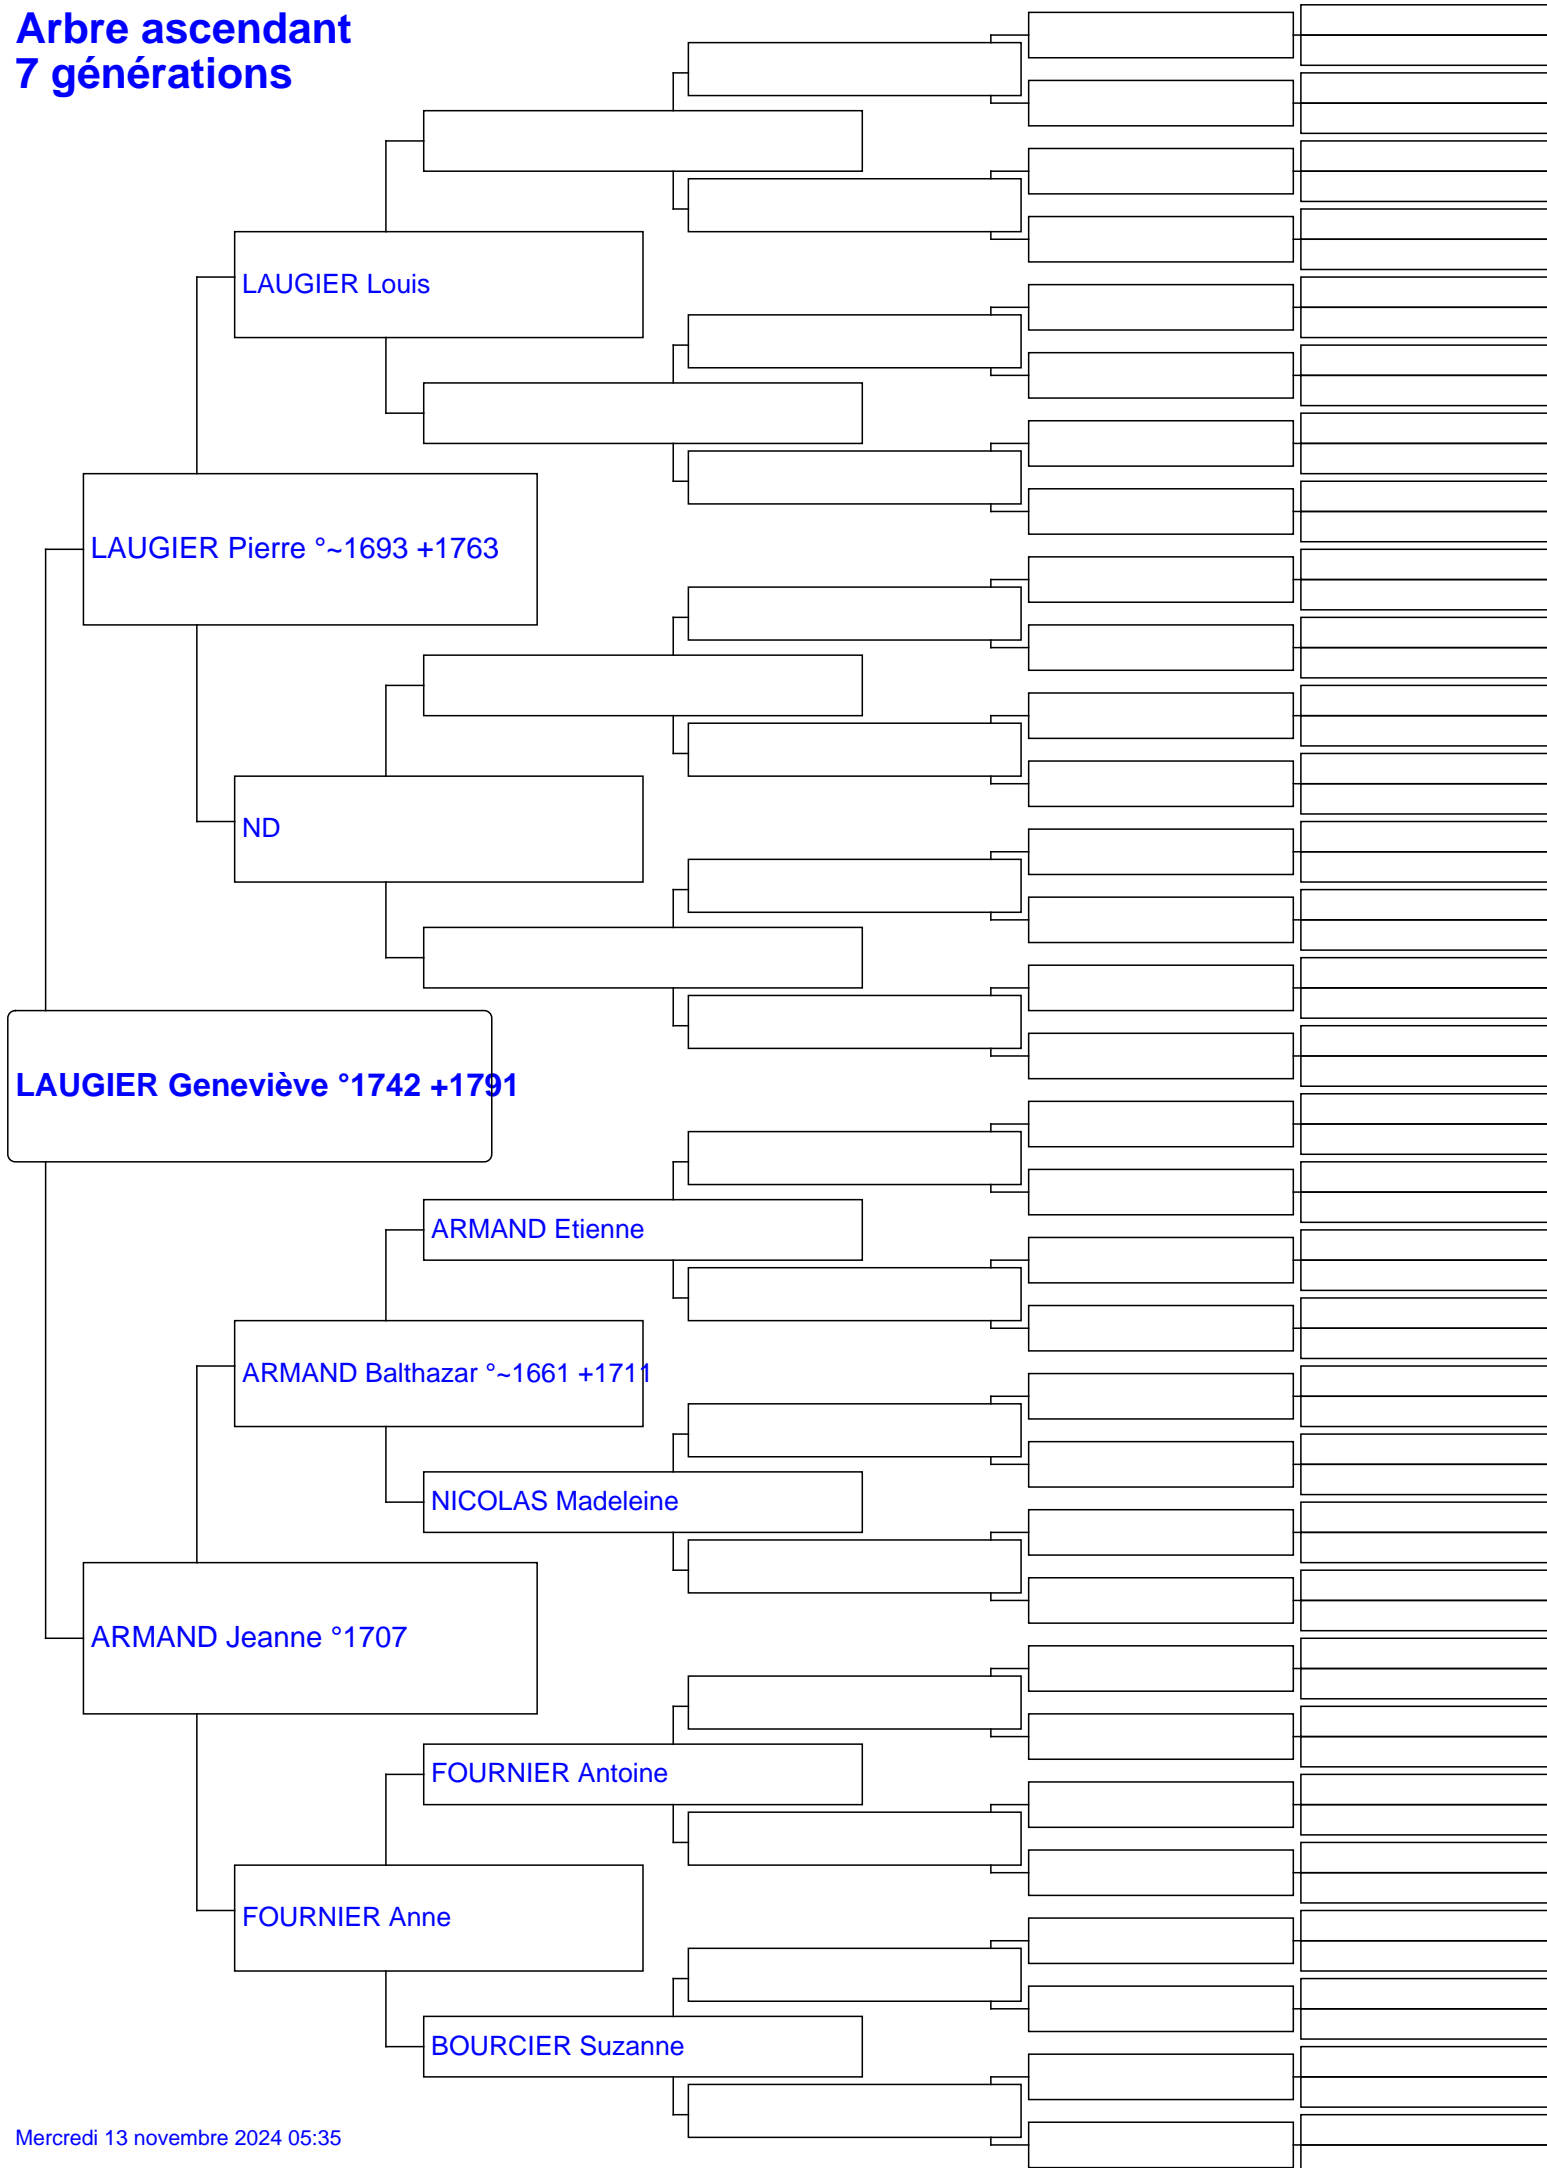 Arbre ascendant
7 générations
LAUGIER Louis
LAUGIER Pierre °~1693 +1763
ND
LAUGIER Geneviève °1742 +1791
ARMAND Etienne
ARMAND Balthazar °~1661 +1711
NICOLAS Madeleine
ARMAND Jeanne °1707
FOURNIER Antoine
FOURNIER Anne
BOURCIER Suzanne
Mercredi 13 novembre 2024 05:35